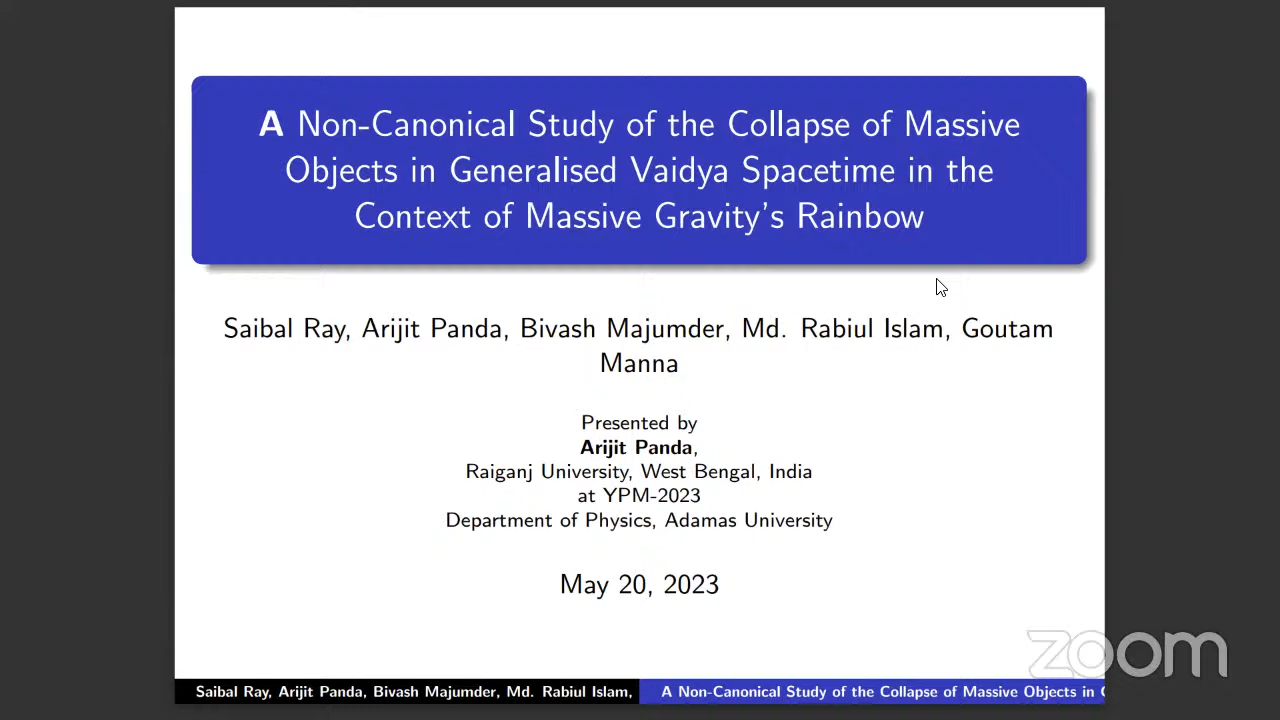 A Non-Canonical Study of the Collapse of Massive
Objects in Generalised Vaidya Spacetime in the
Context of Massive Gravity's Rainbow
Saibal Ray, Arijit Panda, Bivash Majumder, Md. Rabiul Islam, Goutam
Manna
Presented by
Arijit Panda,
Raiganj University, West Bengal, India
at YPM-2023
Department of Physics, Adamas University
May 20, 2023
zoom
Saibal Ray, Arijit Panda, Bivash Majumder, Md. Rabiul Islam,
A Non-Canonical Study of the Collapse of Massive Objects in